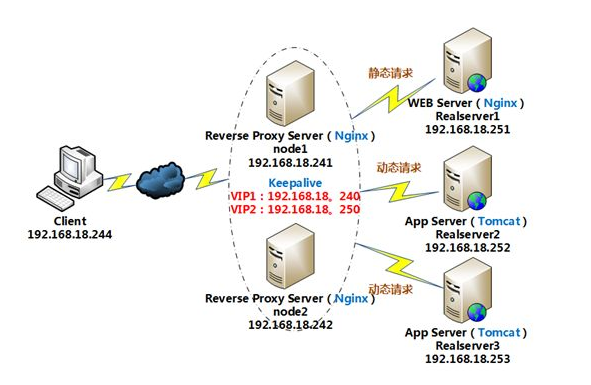 静态请求
WEB Server（Nginx）
Realserver1
192.168.18.251
Reverse Proxy Server（Nginx）
node1
192.168.18.241
动态请求
Keepalive
VIP1：192.168.18。240
VIP2：192.168.18。250
Client
192.168.18.244
App Server（Tomcat）
Realserver2
192.168.18.252
动态请求
Reverse Proxy Server（Nginx）
node2
192.168.18.242
App Server（Tomcat）
Realserver3
192.168.18.253